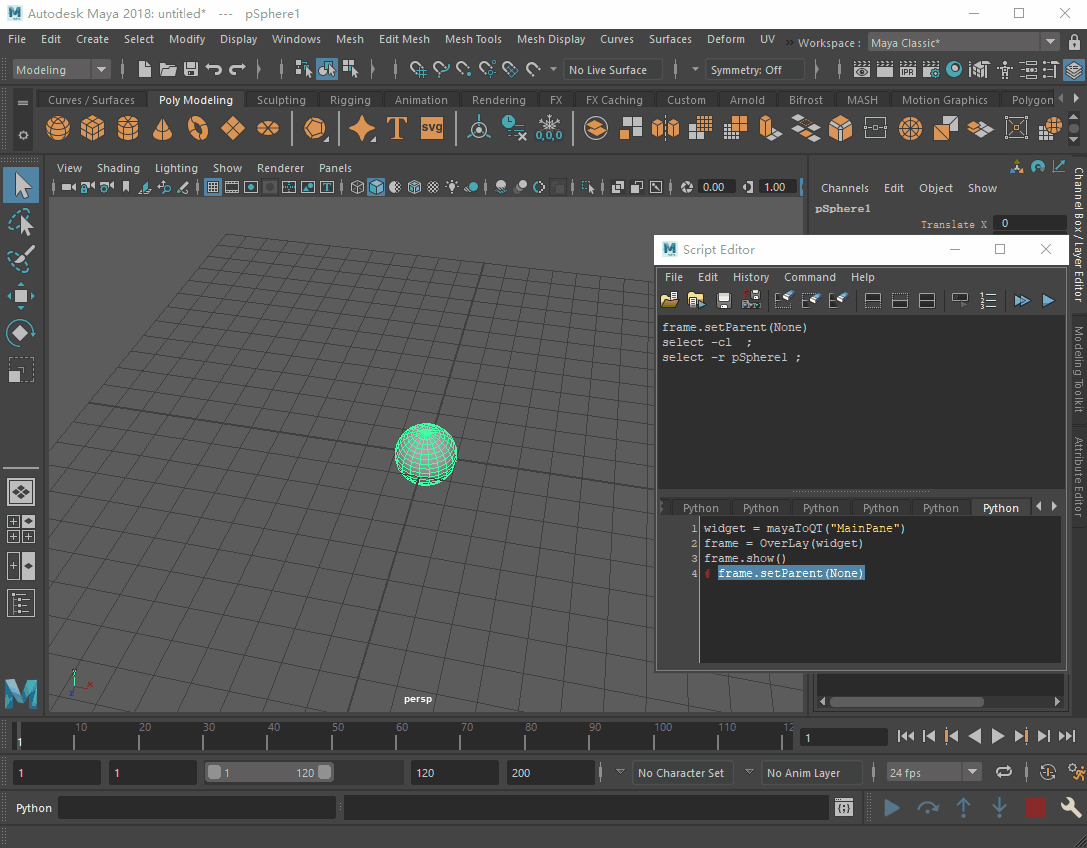 Autodesk Maya 2018: untitled* --- pSphere1
File Edit Create Select Modify Display Windows Mesh Edit Mesh Mesh Tools Mesh Display Curves Surfaces Deform UV » Workspace : Maya Classic*
Modeling No Live Surface Symmetry: Off IPR
Curves / Surfaces Poly Modeling Sculpting Rigging Animation Rendering FX FX Caching Custom Arnold Bifrost MASH Motion Graphics Polygon
T SVG 0,0,0
View Shading Lighting Show Renderer Panels
0.00 1.00
Channels Edit Object Show
pSphere1
Translate X 0
Channel Box / Layer Editor
Modeling Toolkit
Attribute Editor
Script Editor
File Edit History Command Help
frame.setParent(None)
select -cl ;
select -r pSphere1 ;
Python Python Python Python Python Python
1 widget = mayaToQT("MainPane")
2 frame = OverLay(widget)
3 frame.show()
4 # frame.setParent(None)
persp
1 10 20 30 40 50 60 70 80 90 100 110 12 1
1 1 1 120 120 200 No Character Set No Anim Layer 24 fps
Python